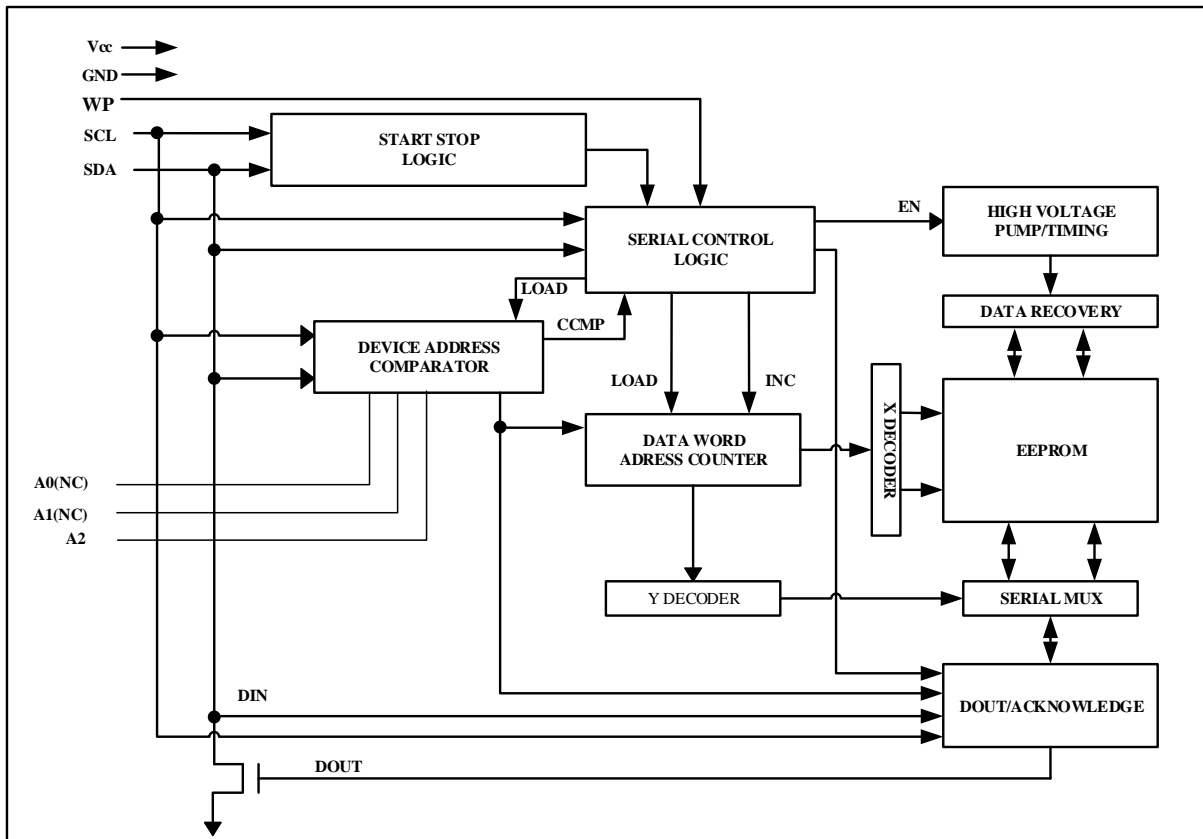 Vcc
GND
WP
SCL
SDA
START STOP
LOGIC
SERIAL CONTROL
LOGIC
EN
HIGH VOLTAGE
PUMP/TIMING
DATA RECOVERY
LOAD
CCMP
DEVICE ADDRESS
COMPARATOR
LOAD
INC
DATA WORD
ADRESS COUNTER
X DECODER
EEPROM
A0(NC)
A1(NC)
A2
Y DECODER
SERIAL MUX
DIN
DOUT/ACKNOWLEDGE
DOUT